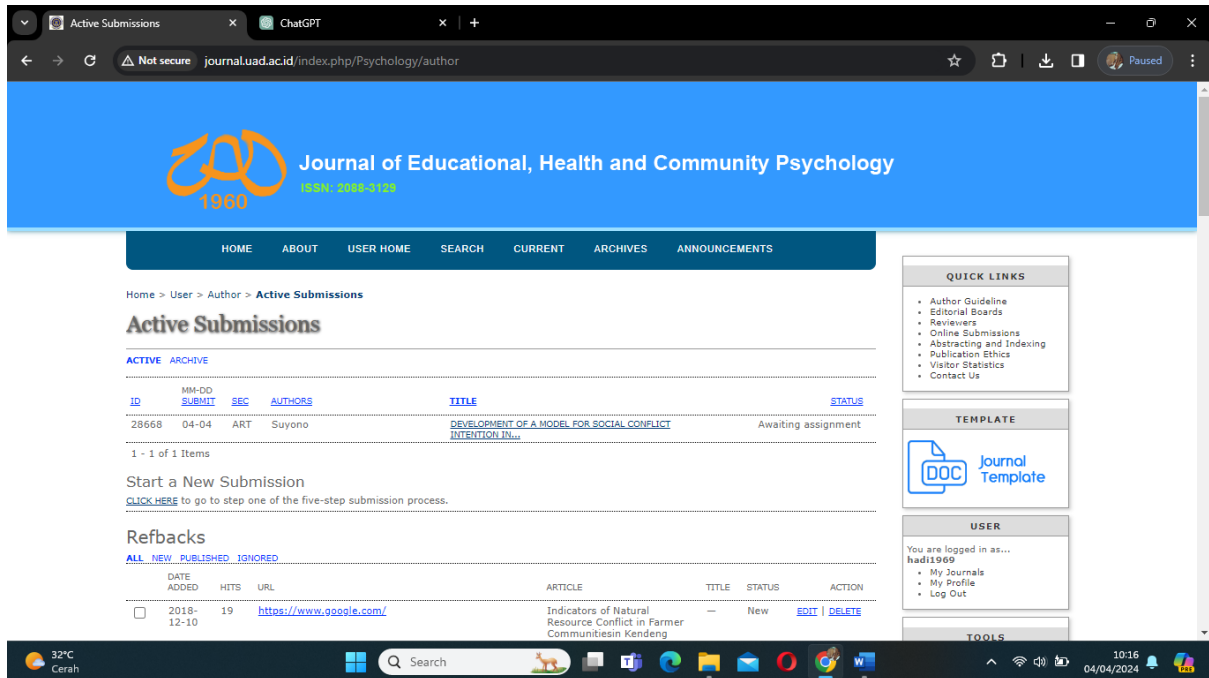 Active Submissions
ChatGPT
Not secure journal.uad.ac.id/index.php/Psychology/author
Paused
1960
Journal of Educational, Health and Community Psychology
ISSN: 2088-3129
HOME ABOUT USER HOME SEARCH CURRENT ARCHIVES ANNOUNCEMENTS
Home > User > Author > Active Submissions
Active Submissions
ACTIVE ARCHIVE
MM-DD
ID SUBMIT SEC AUTHORS TITLE STATUS
28668 04-04 ART Suyono DEVELOPMENT OF A MODEL FOR SOCIAL CONFLICT Awaiting assignment
INTENTION IN...
1 - 1 of 1 Items
Start a New Submission
CLICK HERE to go to step one of the five-step submission process.
Refbacks
ALL NEW PUBLISHED IGNORED
DATE
ADDED HITS URL ARTICLE TITLE STATUS ACTION
2018- 19 https://www.google.com/ Indicators of Natural — New EDIT | DELETE
12-10 Resource Conflict in Farmer
Communitiesin Kendeng
QUICK LINKS
Author Guideline
Editorial Boards
Reviewers
Online Submissions
Abstracting and Indexing
Publication Ethics
Visitor Statistics
Contact Us
TEMPLATE
DOC
Journal
Template
USER
You are logged in as...
hadi1969
My Journals
My Profile
Log Out
TOOLS
32°C
Cerah
Search
10:16
04/04/2024
PRE